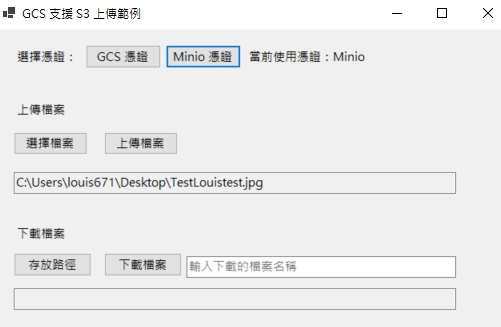 GCS 支援 S3 上傳範例
選擇憑證： GCS 憑證 Minio 憑證 當前使用憑證：Minio
上傳檔案
選擇檔案 上傳檔案
C:\Users\louis671\Desktop\TestLouistest.jpg
下載檔案
存放路徑 下載檔案 輸入下載的檔案名稱